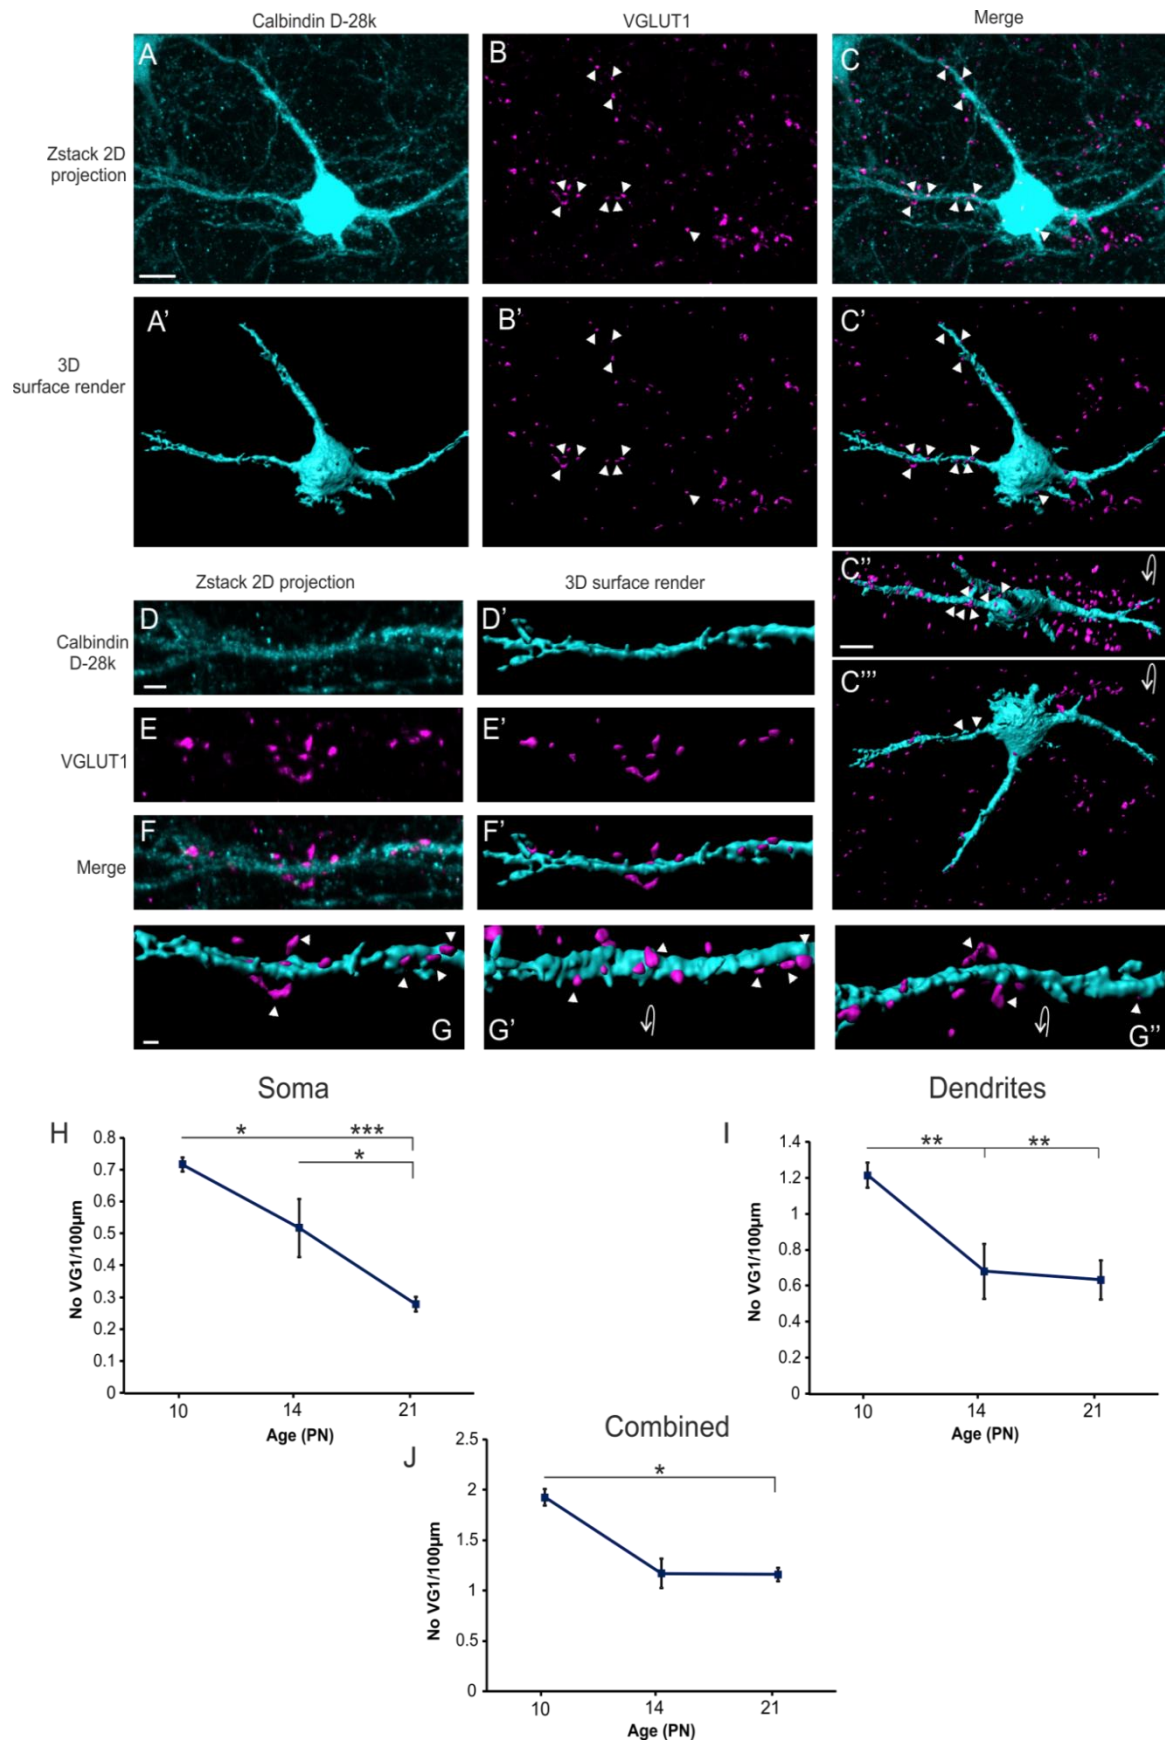 Calbindin D-28k VGLUT1 Merge
Zstack 2D
projection
A B C
3D
surface render
A' B' C'
C''
Zstack 2D projection 3D surface render
Calbindin
D-28k
D D'
C'''
VGLUT1
E E'
Merge
F F'
G G' G''
Soma
H
* ***
*
0.8
0.7
0.6
0.5
0.4
0.3
0.2
0.1
0
No VG1/100µm
10 14 21
Age (PN)
Dendrites
I
** **
1.4
1.2
1
0.8
0.6
0.4
0.2
0
No VG1/100µm
10 14 21
Age (PN)
Combined
J
*
2.5
2
1.5
1
0.5
0
No VG1/100µm
10 14 21
Age (PN)